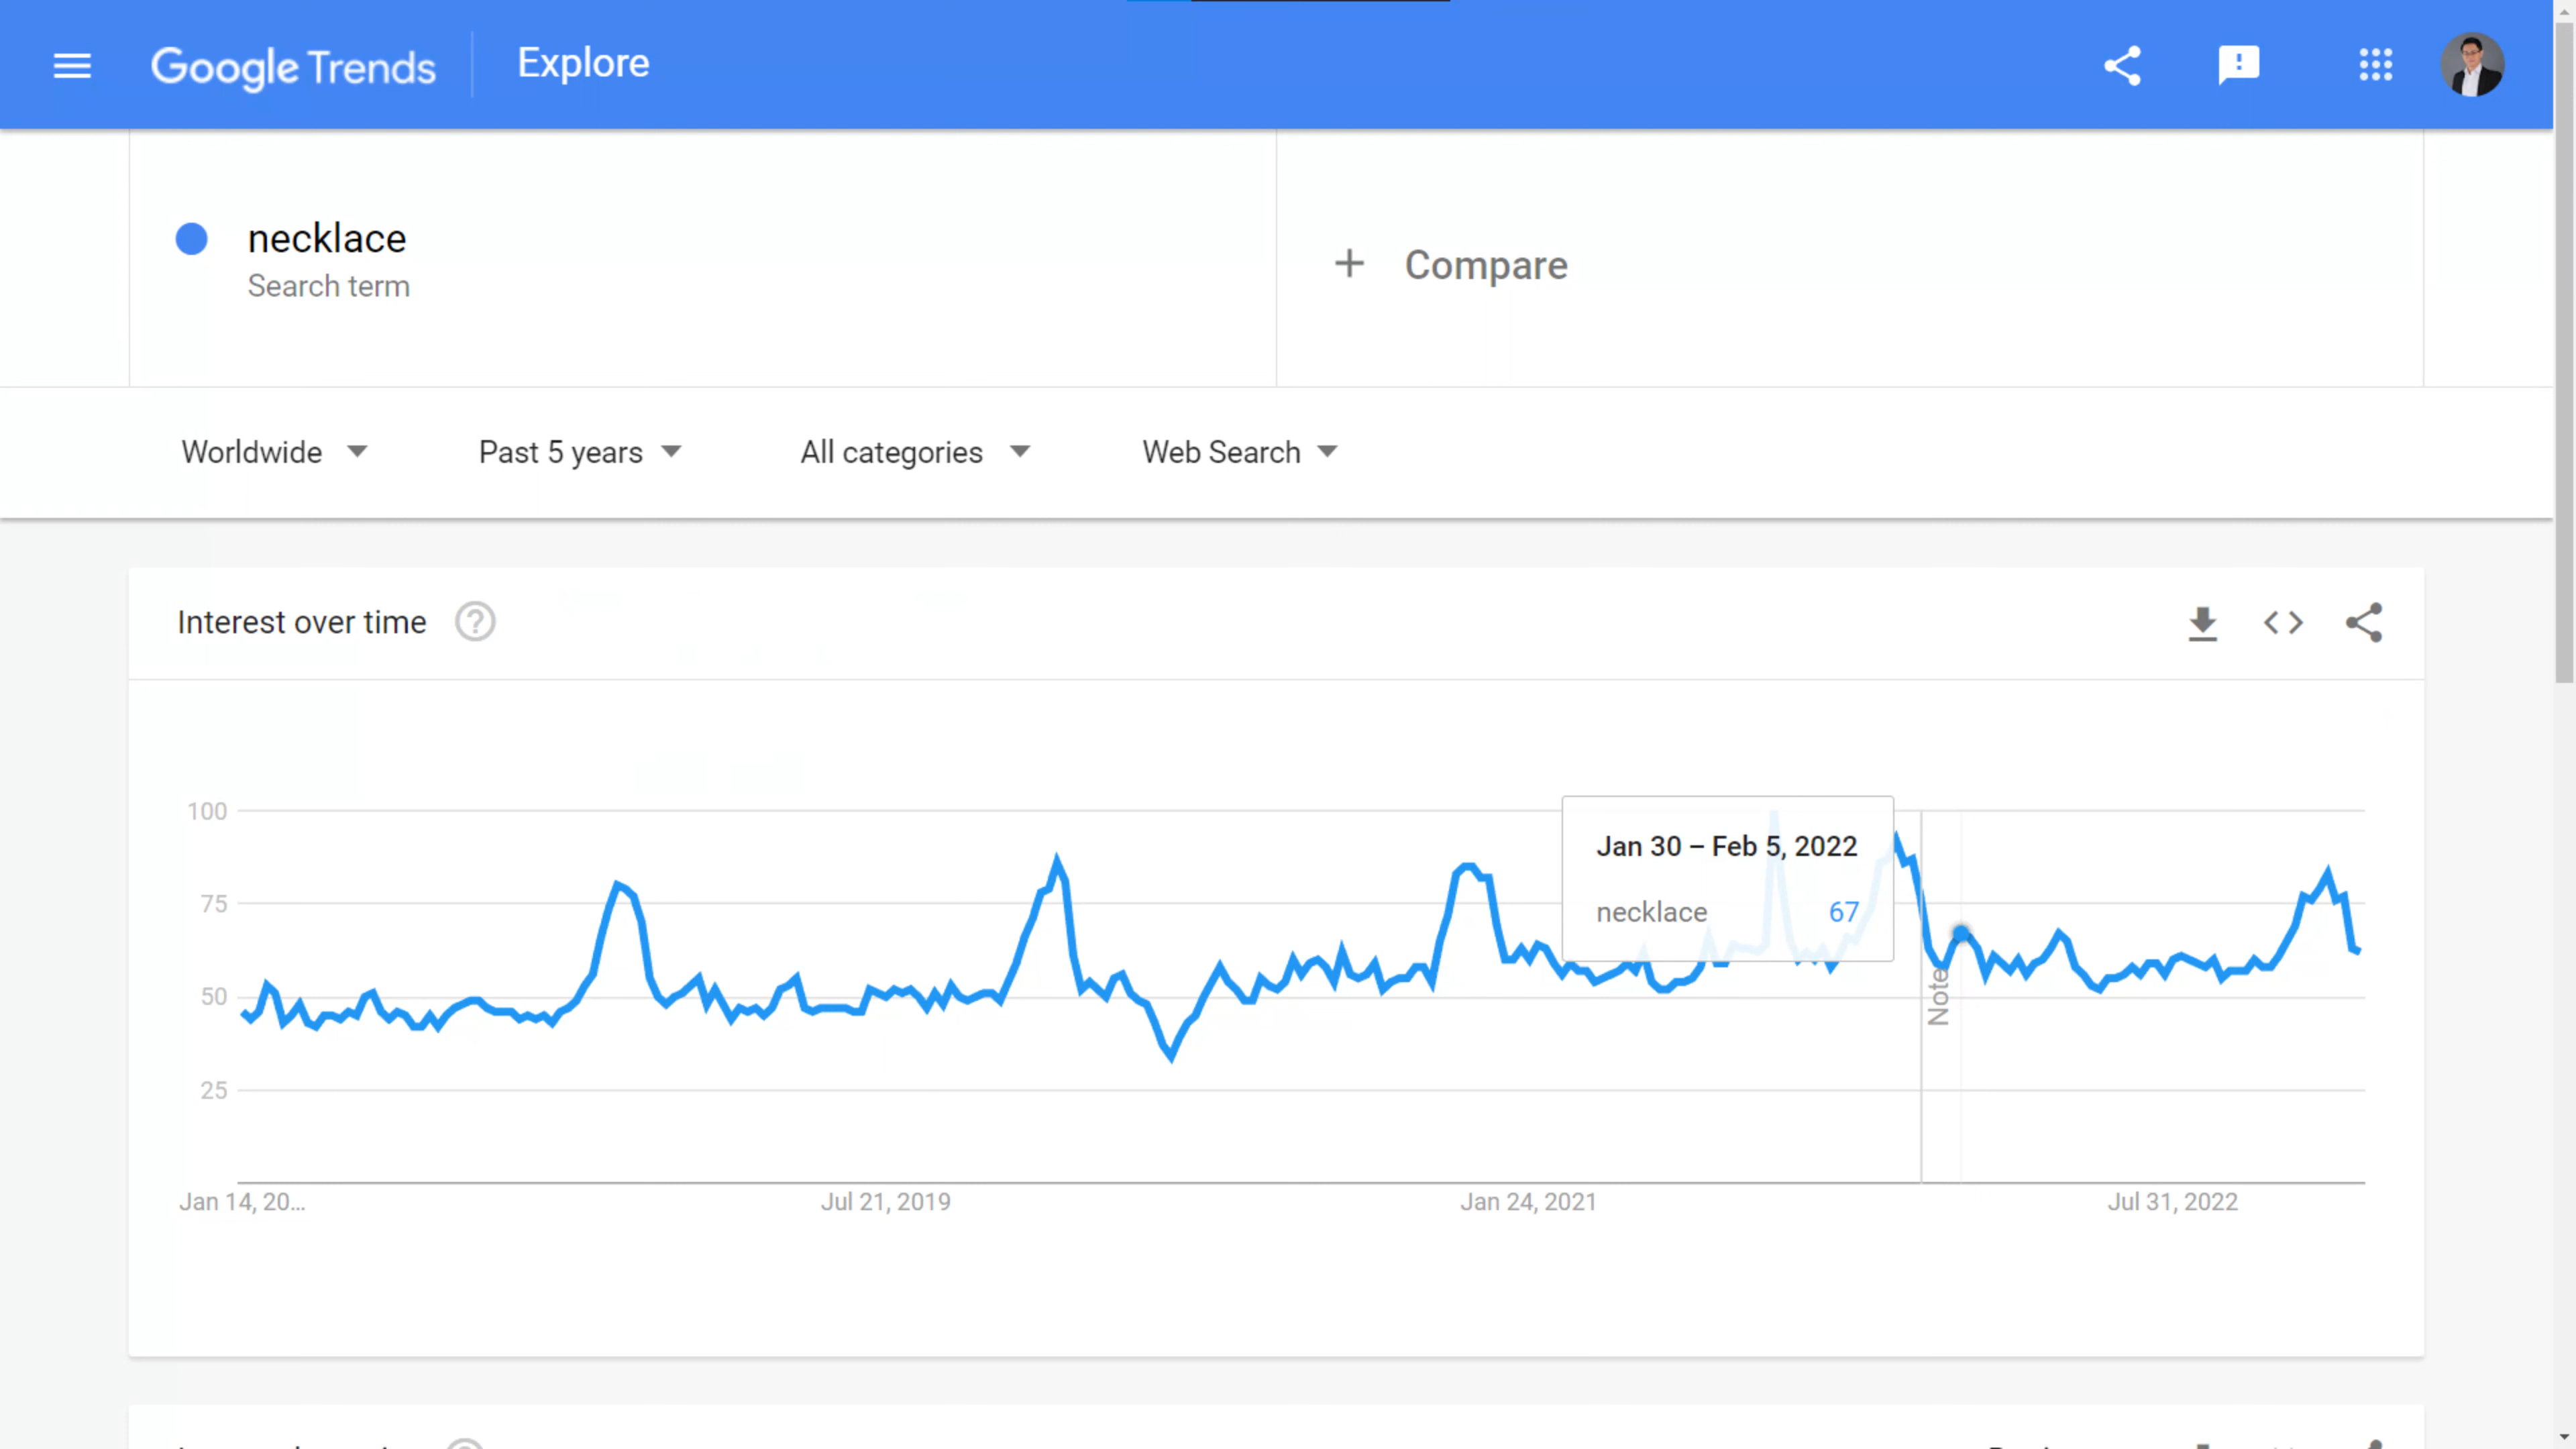 Google Trends Explore
necklace
Search term
+ Compare
Worldwide Past 5 years All categories Web Search
Interest over time ?
100
75
50
25
Jan 30 – Feb 5, 2022
necklace 67
Note
Jan 14, 20... Jul 21, 2019 Jan 24, 2021 Jul 31, 2022